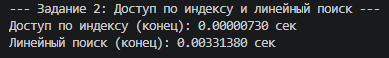 --- Задание 2: Доступ по индексу и линейный поиск ---
Доступ по индексу (конец): 0.00000730 сек
Линейный поиск (конец): 0.00331380 сек